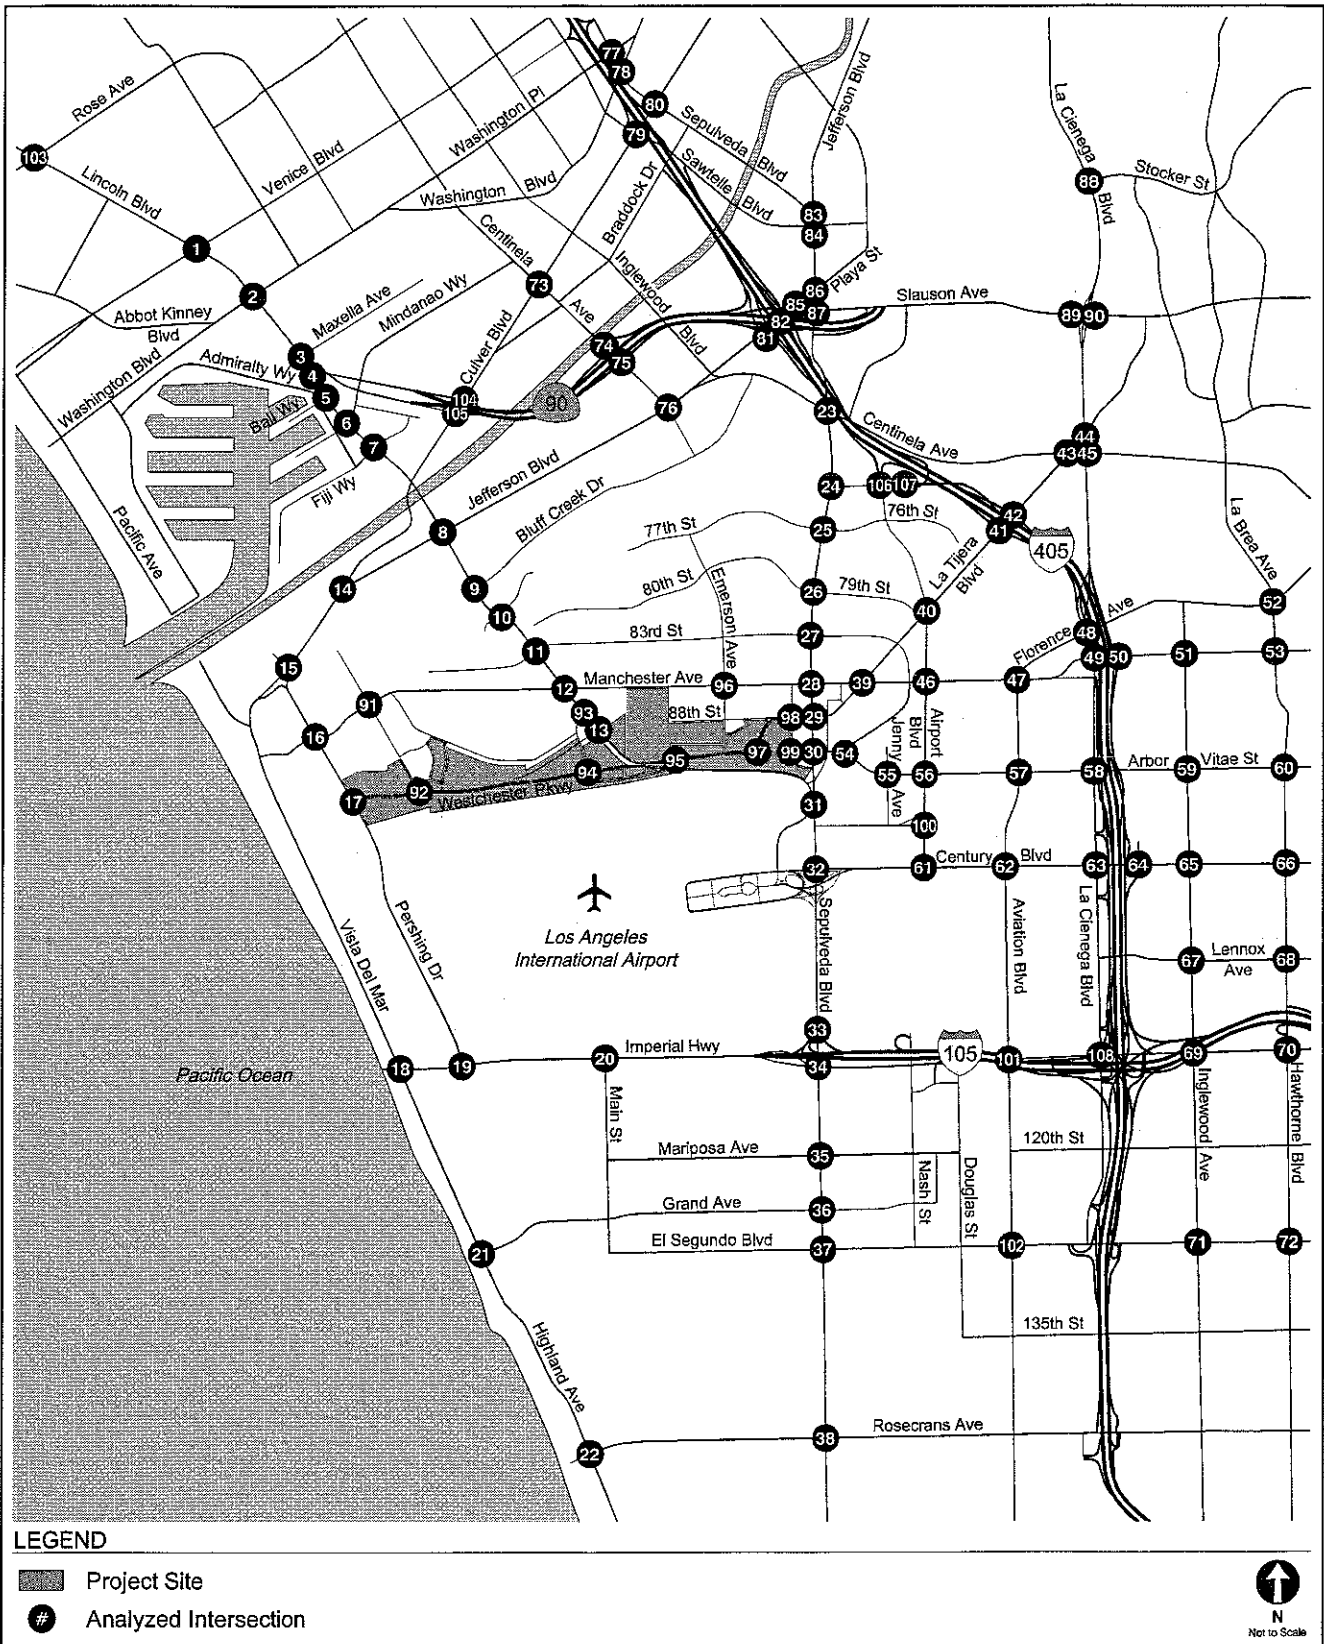 77
78
Rose Ave
80
Washington Pl
Sepulveda Blvd
Jefferson Blvd
La Cienega
Blvd
79
103
Venice Blvd
Sawtelle Blvd
Braddock Dr
88
Stocker St
Lincoln Blvd
Washington Blvd
83
84
1
Centinela
Ave
Inglewood
Blvd
Playa St
73
86
2
Maxella Ave
Mindanao Wy
85
87
Slauson Ave
89
90
Abbot Kinney
Blvd
82
81
Culver Blvd
74
75
3
4
Admiralty Wy
Washington Blvd
5
104
105
90
76
23
Bali Wy
6
7
Centinela Ave
44
43
45
Fiji Wy
Jefferson Blvd
24
106
107
Pacific Ave
Bluff Creek Dr
76th St
42
41
La Brea Ave
8
77th St
25
405
La Tijera
Blvd
14
9
80th St
Emerson Ave
26
79th St
40
52
10
83rd St
27
Florence
Ave
48
11
49
50
51
53
15
12
Manchester Ave
96
28
39
46
47
91
93
88th St
98
29
Airport
Blvd
Jenny
Ave
16
13
97
99
30
54
95
94
55
56
57
58
Arbor
59
Vitae St
60
17
92
Westchester Pkwy
31
100
32
61
Century
62
Blvd
63
64
65
66
Pershing Dr
Vista Del Mar
Los Angeles
International Airport
Sepulveda Blvd
Aviation Blvd
La Cienega Blvd
67
Lennox
Ave
68
33
Pacific Ocean
18
19
20
Imperial Hwy
34
105
101
108
69
70
Main St
Inglewood Ave
Hawthorne Blvd
Mariposa Ave
35
120th St
Nash St
Douglas St
Grand Ave
36
21
El Segundo Blvd
37
102
71
72
135th St
Highland Ave
22
38
Rosecrans Ave
LEGEND
Project Site
# Analyzed Intersection
N
Not to Scale